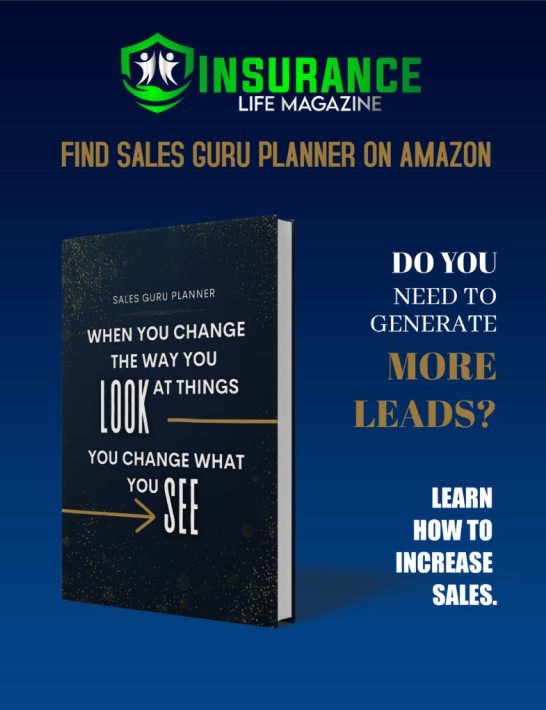 INSURANCE
LIFE MAGAZINE
FIND SALES GURU PLANNER ON AMAZON
SALES GURU PLANNER
WHEN YOU CHANGE
THE WAY YOU
LOOK AT THINGS
YOU CHANGE WHAT
YOU SEE
DO YOU
NEED TO
GENERATE
MORE
LEADS?
LEARN
HOW TO
INCREASE
SALES.